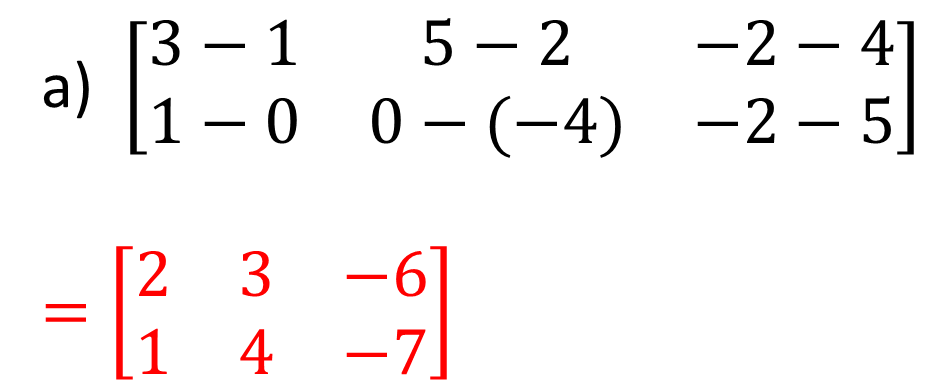 a) [3 − 1 5 − 2 −2 − 4
1 − 0 0 − (−4) −2 − 5]
= [2 3 −6
1 4 −7]